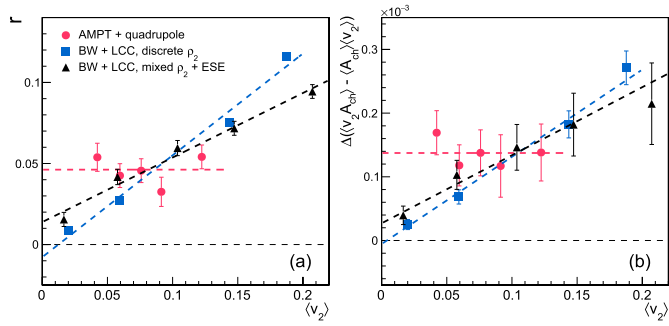 r
AMPT + quadrupole
BW + LCC, discrete ρ₂
BW + LCC, mixed ρ₂ + ESE
0.1
0.05
0
(a)
0 0.05 0.1 0.15 0.2
⟨v₂⟩
Δ(⟨v₂A_ch⟩ - ⟨A_ch⟩⟨v₂⟩)
×10⁻³
0.3
0.2
0.1
0
(b)
0 0.05 0.1 0.15 0.2
⟨v₂⟩